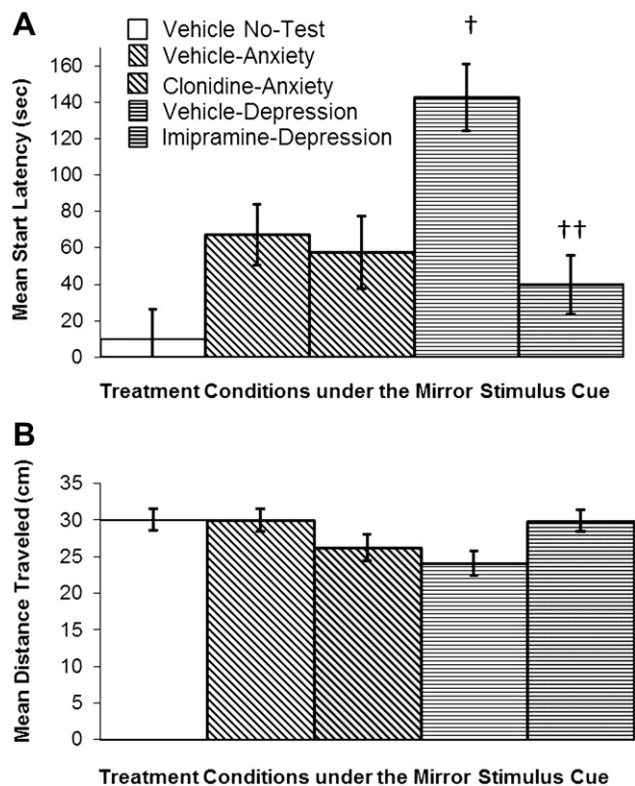 A
Vehicle No-Test
Vehicle-Anxiety
Clonidine-Anxiety
Vehicle-Depression
Imipramine-Depression
†
††
Mean Start Latency (sec)
160
140
120
100
80
60
40
20
0
Treatment Conditions under the Mirror Stimulus Cue
B
Mean Distance Traveled (cm)
35
30
25
20
15
10
5
0
Treatment Conditions under the Mirror Stimulus Cue